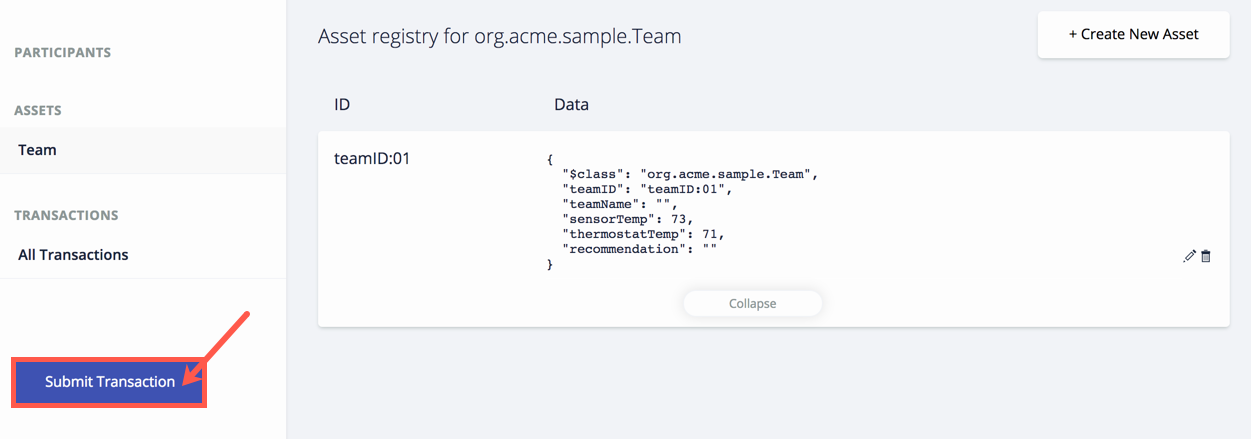 PARTICIPANTS
ASSETS
Team
TRANSACTIONS
All Transactions
Submit Transaction
Asset registry for org.acme.sample.Team
+ Create New Asset
ID
Data
teamID:01
{
"$class": "org.acme.sample.Team",
"teamID": "teamID:01",
"teamName": "",
"sensorTemp": 73,
"thermostatTemp": 71,
"recommendation": ""
}
Collapse